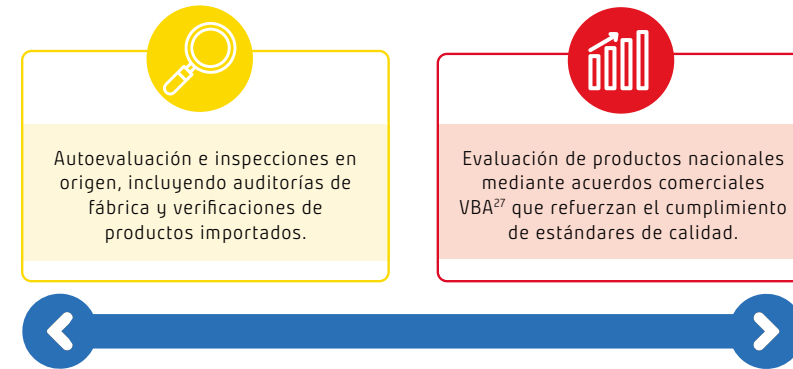 Autoevaluación e inspecciones en
origen, incluyendo auditorías de
fábrica y verificaciones de
productos importados.
Evaluación de productos nacionales
mediante acuerdos comerciales
VBA²⁷ que refuerzan el cumplimiento
de estándares de calidad.